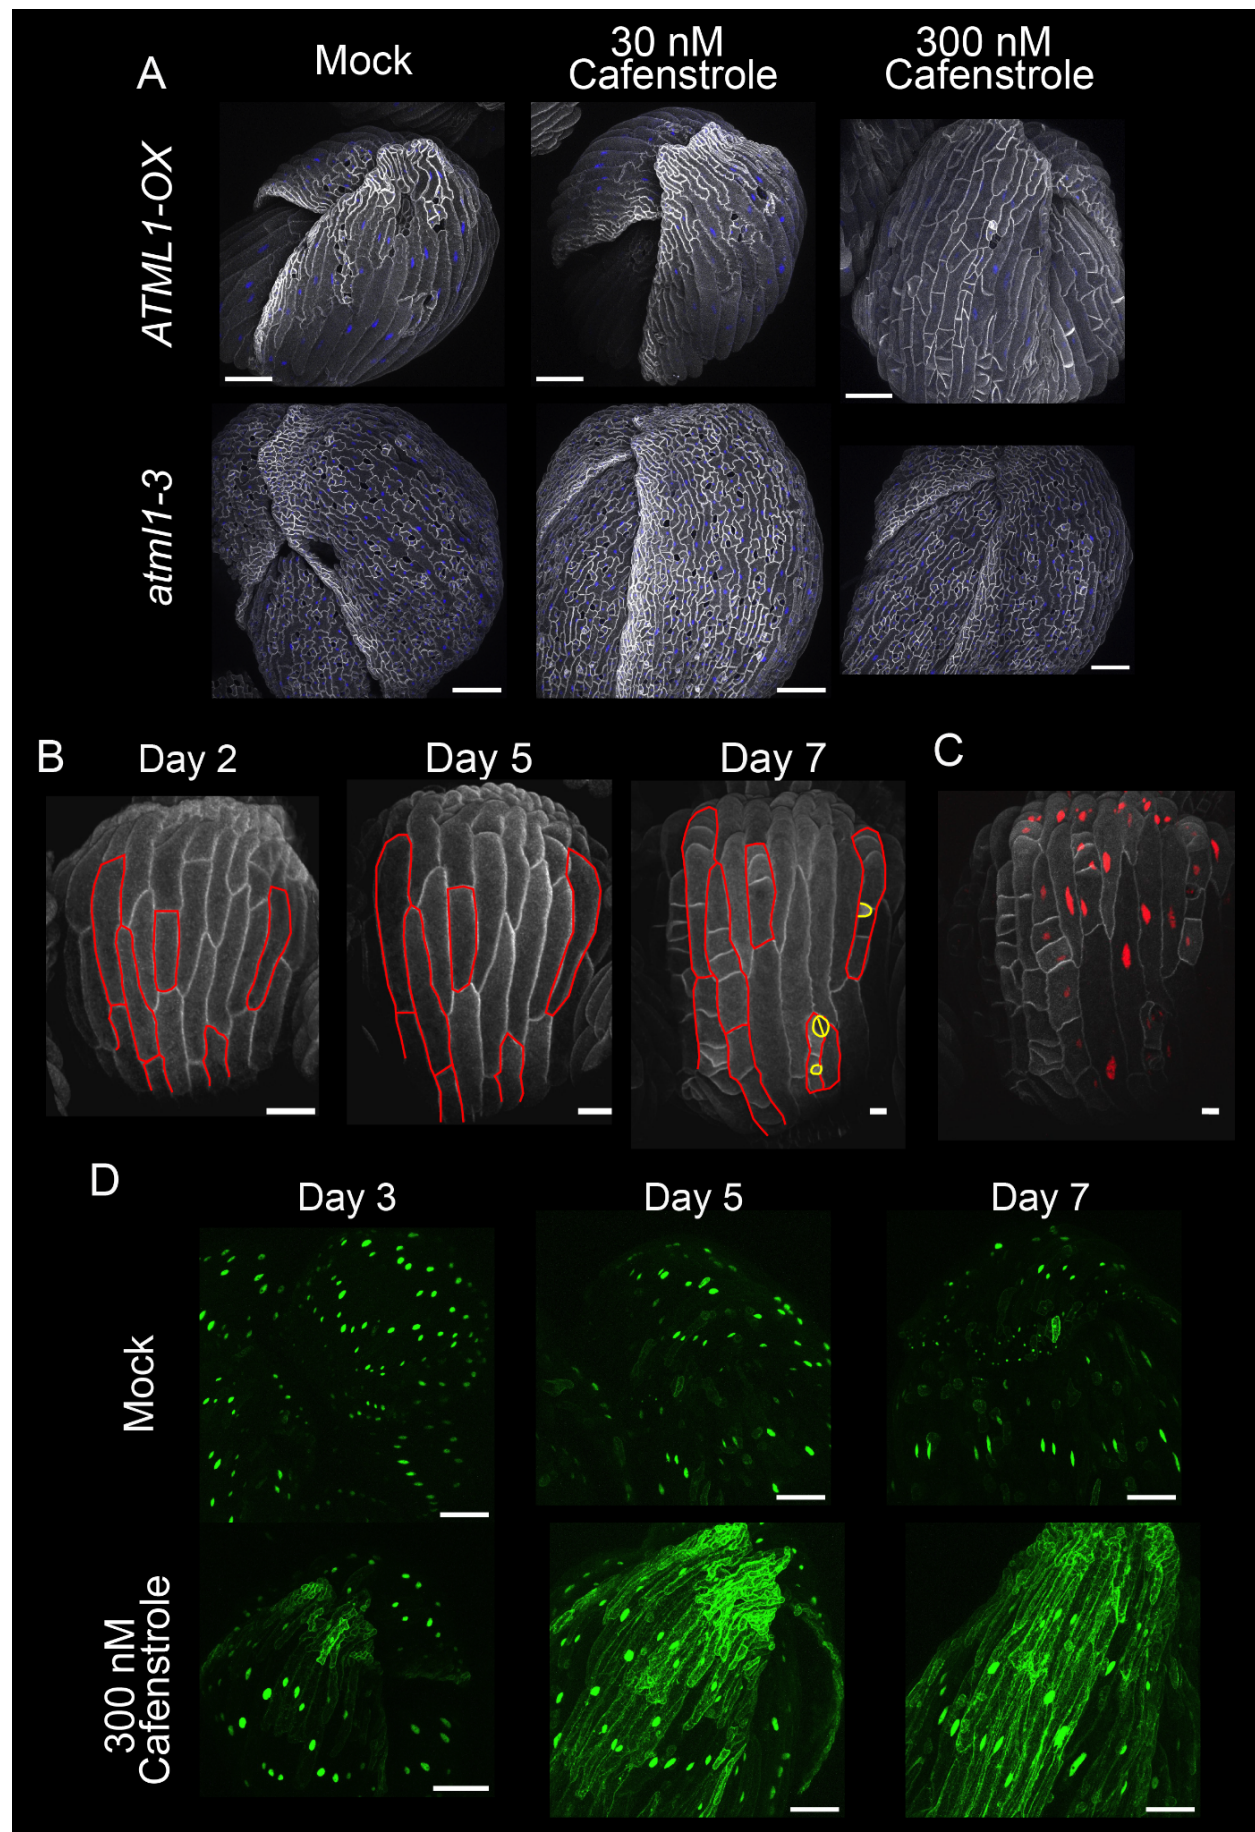 A
Mock
30 nM
Cafenstrole
300 nM
Cafenstrole
ATML1-OX
atml1-3
B
Day 2
Day 5
Day 7
C
D
Day 3
Day 5
Day 7
Mock
300 nM
Cafenstrole